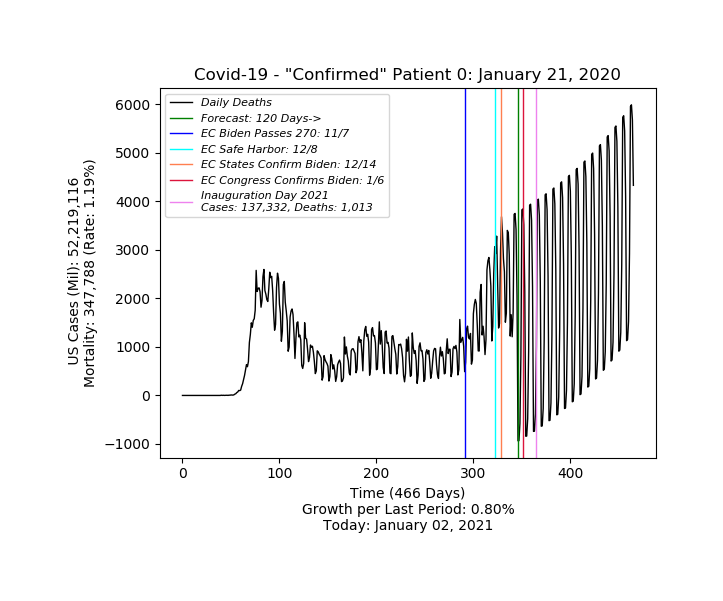 Covid-19 - "Confirmed" Patient 0: January 21, 2020
Daily Deaths
Forecast: 120 Days->
EC Biden Passes 270: 11/7
EC Safe Harbor: 12/8
EC States Confirm Biden: 12/14
EC Congress Confirms Biden: 1/6
Inauguration Day 2021
Cases: 137,332, Deaths: 1,013
US Cases (Mil): 52,219,116
Mortality: 347,788 (Rate: 1.19%)
6000
5000
4000
3000
2000
1000
0
−1000
0 100 200 300 400
Time (466 Days)
Growth per Last Period: 0.80%
Today: January 02, 2021